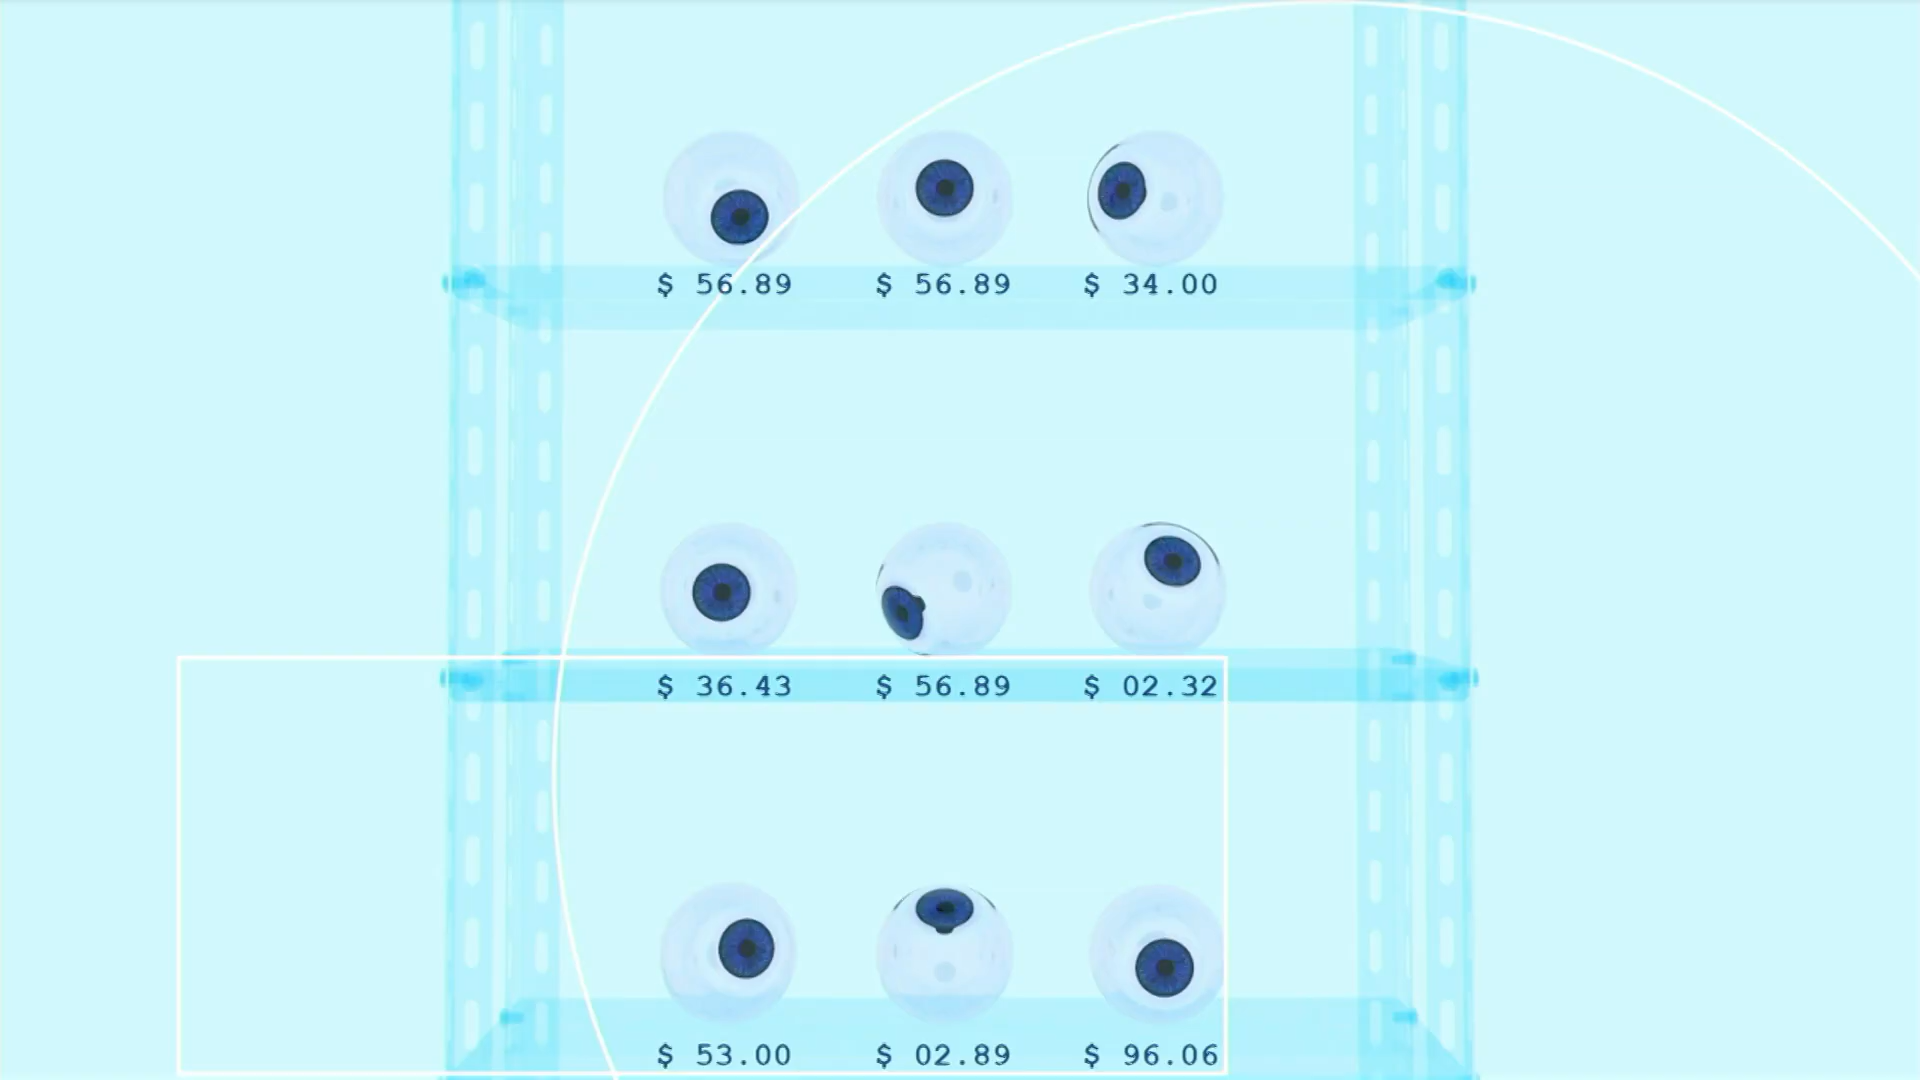 $ 56.89 $ 56.89 $ 34.00
$ 36.43 $ 56.89 $ 02.32
$ 53.00 $ 02.89 $ 96.06